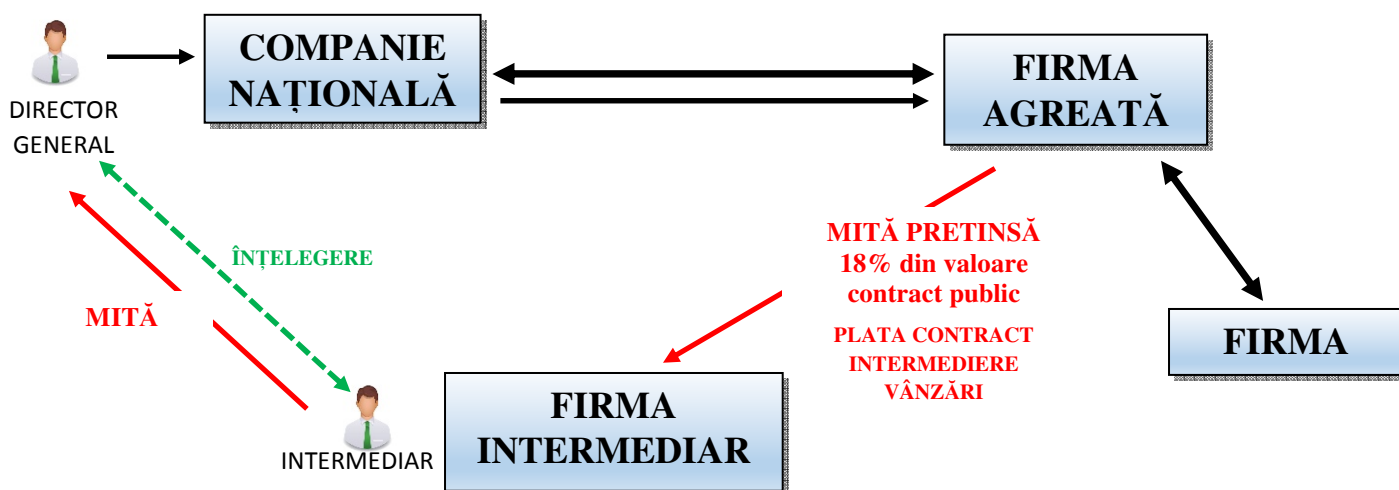 COMPANIE
NAȚIONALĂ
FIRMA
AGREATĂ
DIRECTOR
GENERAL
ÎNȚELEGERE
MITĂ
MITĂ PRETINSĂ
18% din valoare
contract public
PLATA CONTRACT
INTERMEDIERE
VÂNZĂRI
FIRMA
INTERMEDIAR
FIRMA
INTERMEDIAR